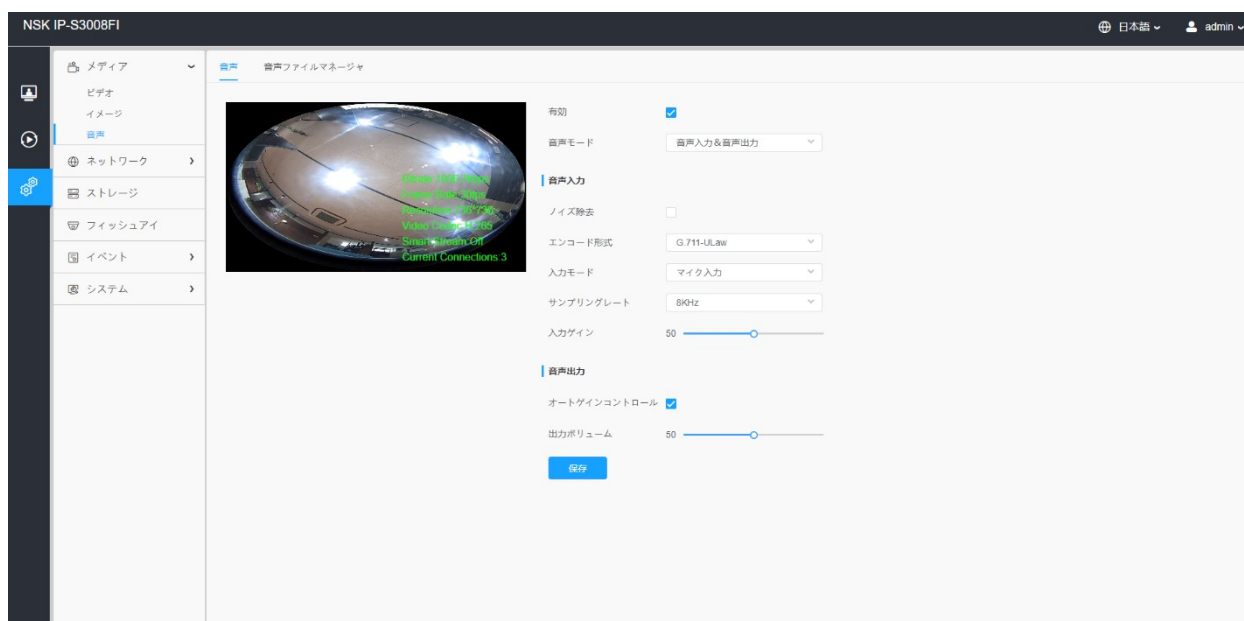 NSK IP-S3008FI
日本語
admin
メディア
ビデオ
イメージ
音声
ネットワーク
ストレージ
フィッシュアイ
イベント
システム
音声 音声ファイルマネージャ
Smart Stream:Off
Current Connections:3
有効
音声モード 音声入力&音声出力
音声入力
ノイズ除去
エンコード形式 G.711-ULaw
入力モード マイク入力
サンプリングレート 8KHz
入力ゲイン 50
音声出力
オートゲインコントロール
出力ボリューム 50
保存